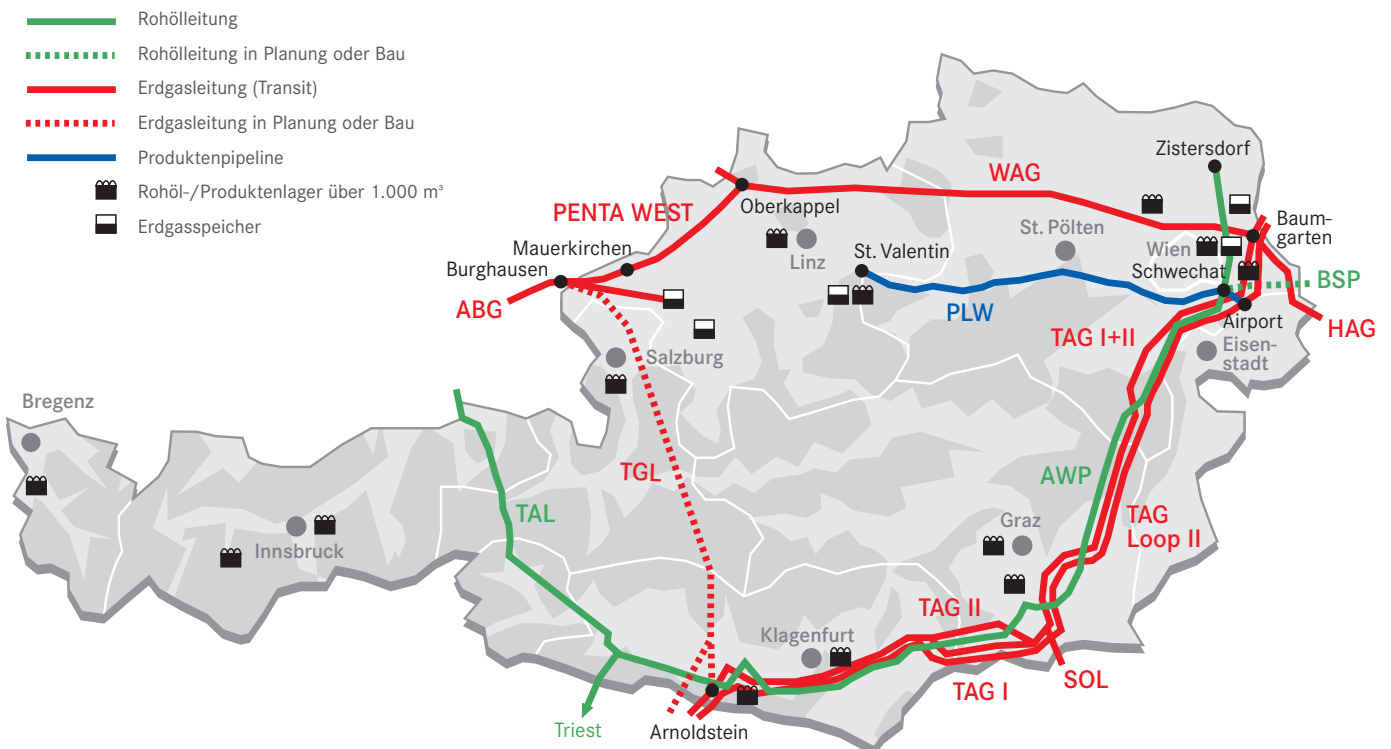 Rohölleitung
Rohölleitung in Planung oder Bau
Erdgasleitung (Transit)
Erdgasleitung in Planung oder Bau
Produktenpipeline
Rohöl-/Produktenlager über 1.000 m³
Erdgasspeicher
Zistersdorf
WAG
PENTA WEST
Oberkappel
Baum-
garten
St. Pölten
Mauerkirchen
Wien
Linz
St. Valentin
Burghausen
Schwechat
BSP
ABG
PLW
Airport
HAG
TAG I+II
Eisen-
stadt
Salzburg
Bregenz
TGL
AWP
TAL
TAG
Loop II
Graz
Innsbruck
TAG II
Klagenfurt
SOL
TAG I
Triest
Arnoldstein